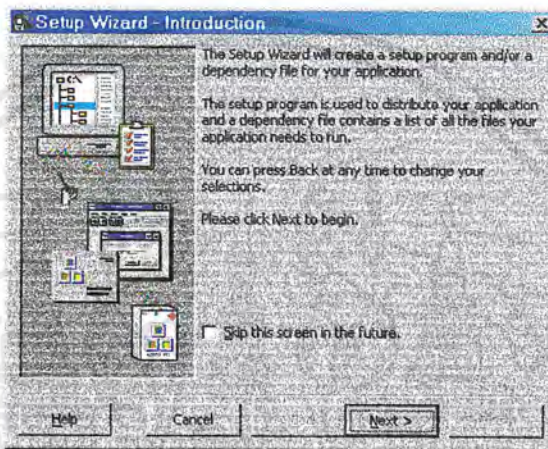 Setup Wizard - Introduction
The Setup Wizard will create a setup program and/or a
dependency file for your application.
The setup program is used to distribute your application
and a dependency file contains a list of all the files your
application needs to run.
You can press Back at any time to change your
selections.
Please click Next to begin.
C:\
Skip this screen in the future.
Help Cancel Next >